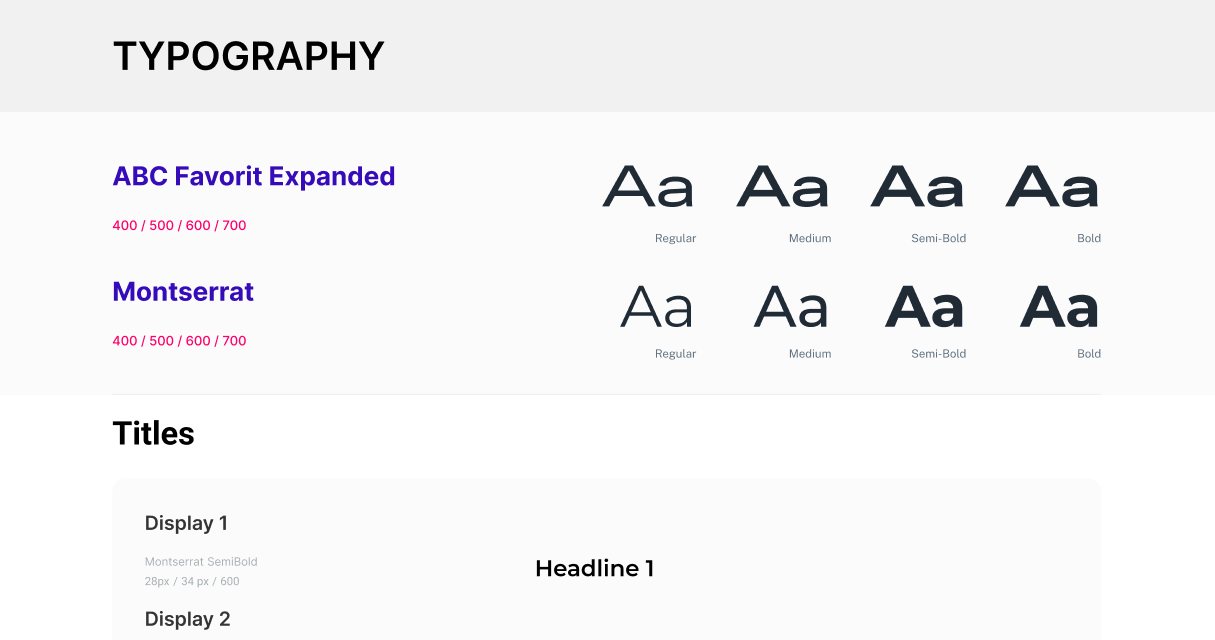 TYPOGRAPHY
ABC Favorit Expanded
400 / 500 / 600 / 700
Aa Aa Aa Aa
Regular Medium Semi-Bold Bold
Montserrat
400 / 500 / 600 / 700
Aa Aa Aa Aa
Regular Medium Semi-Bold Bold
Titles
Display 1
Montserrat SemiBold
28px / 34 px / 600
Headline 1
Display 2